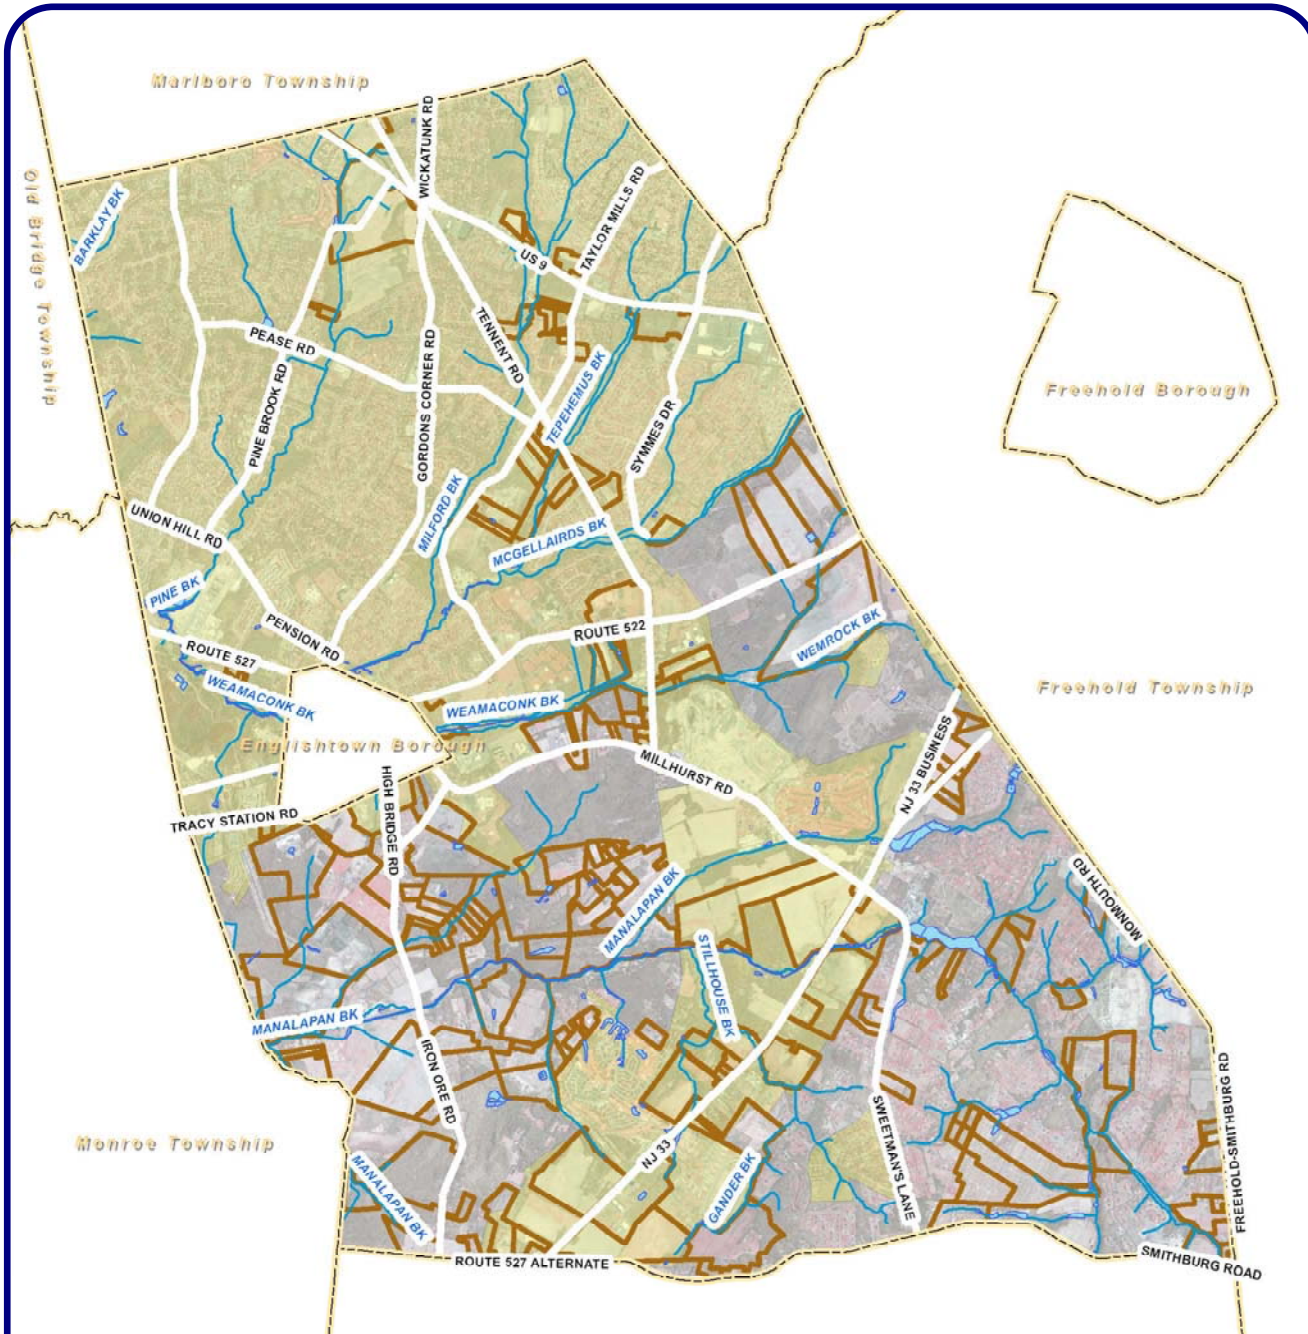 Marlboro Township
WICKATUNK RD
Old Bridge Township
BARKLAY BK
TAYLOR MILLS RD
US 9
Freehold Borough
PEASE RD
TENNENT RD
GORDONS CORNER RD
PINE BROOK RD
TEPEHEMUS BK
SYMMES DR
UNION HILL RD
MILFORD BK
MCGELLAIRDS BK
PINE BK
PENSION RD
ROUTE 522
WEMROCK BK
ROUTE 527
WEAMACONK BK
WEAMACONK BK
Freehold Township
Englishtown Borough
MILLHURST RD
NJ 33 BUSINESS
HIGH BRIDGE RD
TRACY STATION RD
MANALAPAN BK
MONMOUTH RD
STILLHOUSE BK
MANALAPAN BK
IRON ORE RD
SWEETMAN'S LANE
FREEHOLD-SMITHBURG RD
Monroe Township
NJ 33
MANALAPAN BK
GANDER BK
ROUTE 527 ALTERNATE
SMITHBURG ROAD